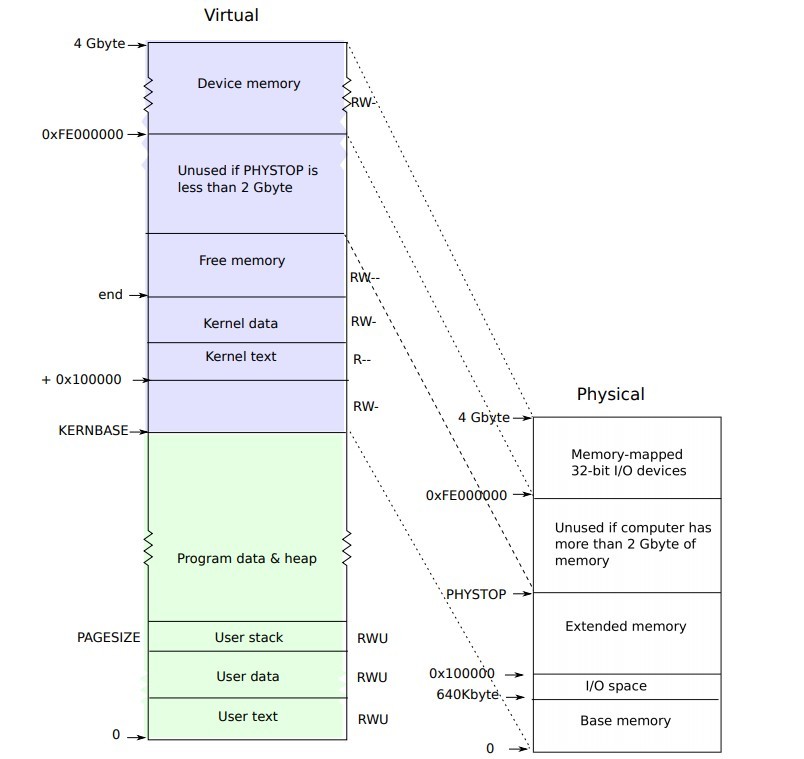 Virtual
4 Gbyte
Device memory
RW-
0xFE000000
Unused if PHYSTOP is
less than 2 Gbyte
Free memory
RW--
end
Kernel data
RW-
Kernel text
R--
+ 0x100000
RW-
KERNBASE
Program data & heap
PAGESIZE
User stack
RWU
User data
RWU
User text
RWU
0
Physical
4 Gbyte
Memory-mapped
32-bit I/O devices
0xFE000000
Unused if computer has
more than 2 Gbyte of
memory
PHYSTOP
Extended memory
0x100000
I/O space
640Kbyte
Base memory
0